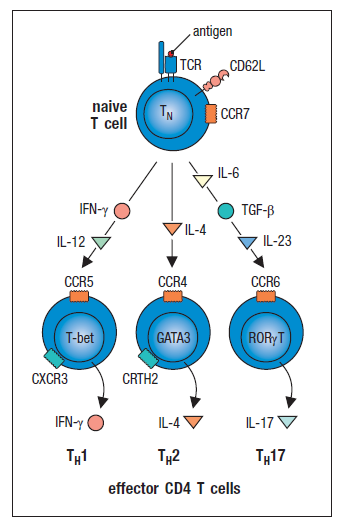 antigen
TCR
CD62L
naive
T cell
TN
CCR7
IL-6
IFN-γ
TGF-β
IL-4
IL-12
IL-23
CCR5
CCR4
CCR6
T-bet
GATA3
RORγT
CXCR3
CRTH2
IFN-γ
IL-4
IL-17
TH1
TH2
TH17
effector CD4 T cells